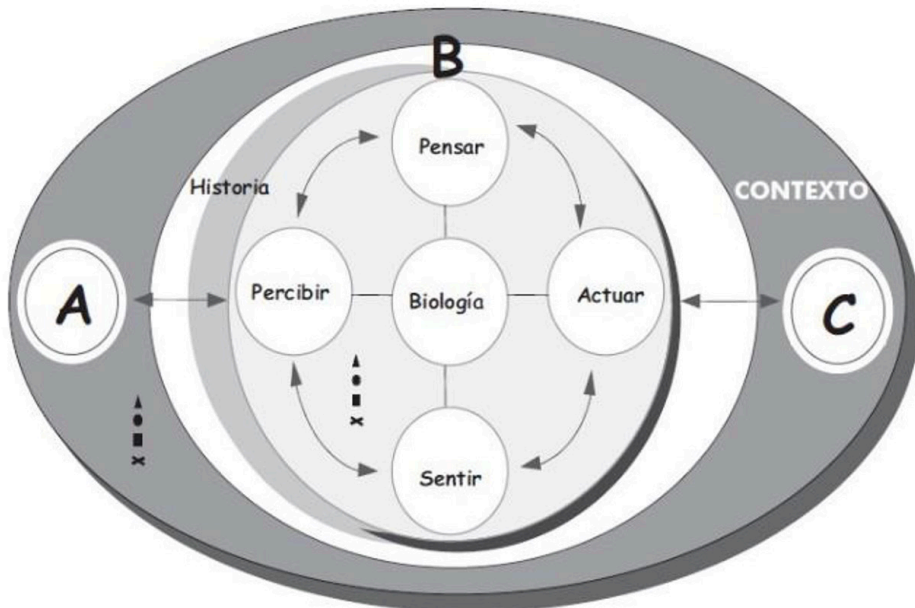 B
Pensar
Historia
CONTEXTO
A
Percibir
Biología
Actuar
C
Sentir